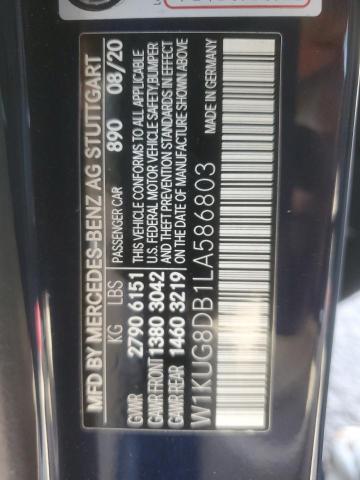 MFD BY MERCEDES-BENZ AG STUTTGART
PASSENGER CAR 890 08/20
KG LBS
GVWR 2790 6151
GAWR FRONT 1380 3042
GAWR REAR 1460 3219
THIS VEHICLE CONFORMS TO ALL APPLICABLE
U.S. FEDERAL MOTOR VEHICLE SAFETY,BUMPER
AND THEFT PREVENTION STANDARDS IN EFFECT
ON THE DATE OF MANUFACTURE SHOWN ABOVE
MADE IN GERMANY
W1KUG8DB1LA586803